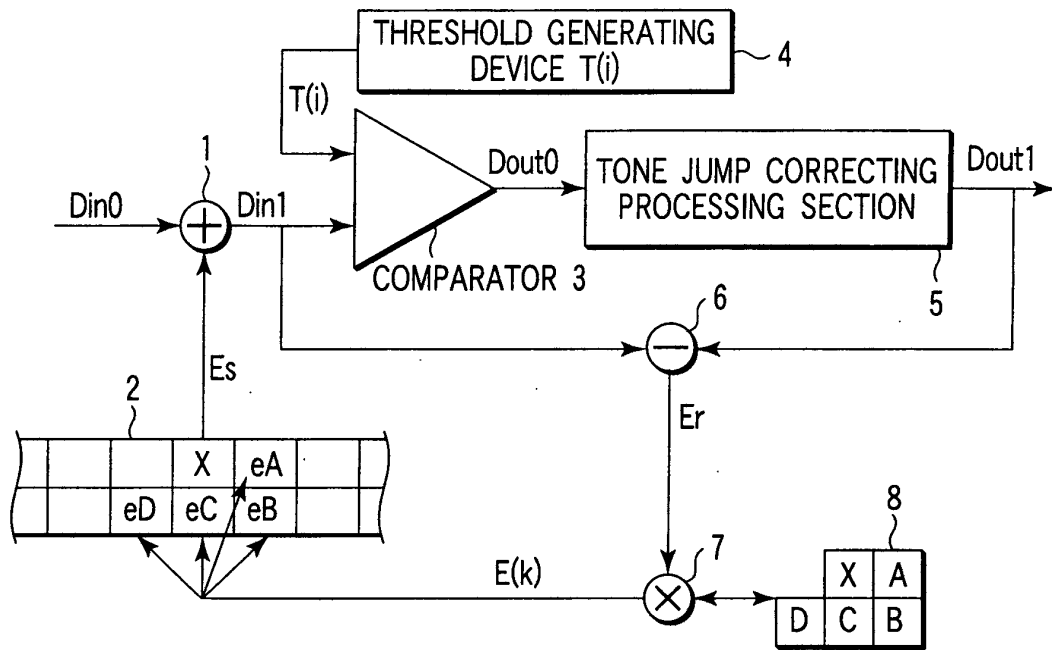 THRESHOLD GENERATING
DEVICE T(i)
4
T(i)
1
Din0
Din1
Dout0
TONE JUMP CORRECTING
PROCESSING SECTION
Dout1
COMPARATOR 3
5
6
Es
Er
2
X eA
eD eC eB
E(k)
7
8
X A
D C B